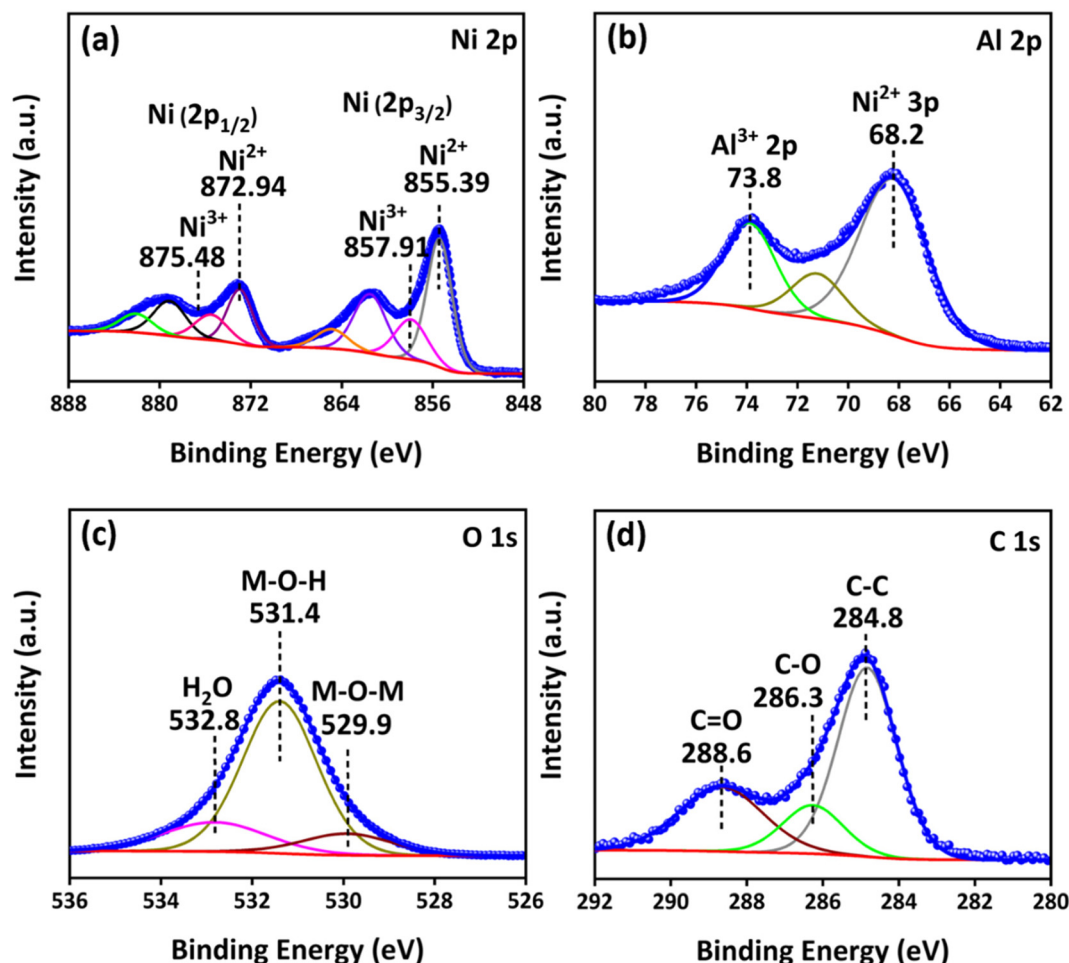 (a)
Ni 2p
Ni (2p₁/₂)
Ni (2p₃/₂)
Ni²⁺
872.94
Ni²⁺
855.39
Ni³⁺
875.48
Ni³⁺
857.91
Intensity (a.u.)
888 880 872 864 856 848
Binding Energy (eV)
(b)
Al 2p
Ni²⁺ 3p
68.2
Al³⁺ 2p
73.8
Intensity (a.u.)
80 78 76 74 72 70 68 66 64 62
Binding Energy (eV)
(c)
O 1s
M-O-H
531.4
H₂O
532.8
M-O-M
529.9
Intensity (a.u.)
536 534 532 530 528 526
Binding Energy (eV)
(d)
C 1s
C-C
284.8
C-O
286.3
C=O
288.6
Intensity (a.u.)
292 290 288 286 284 282 280
Binding Energy (eV)